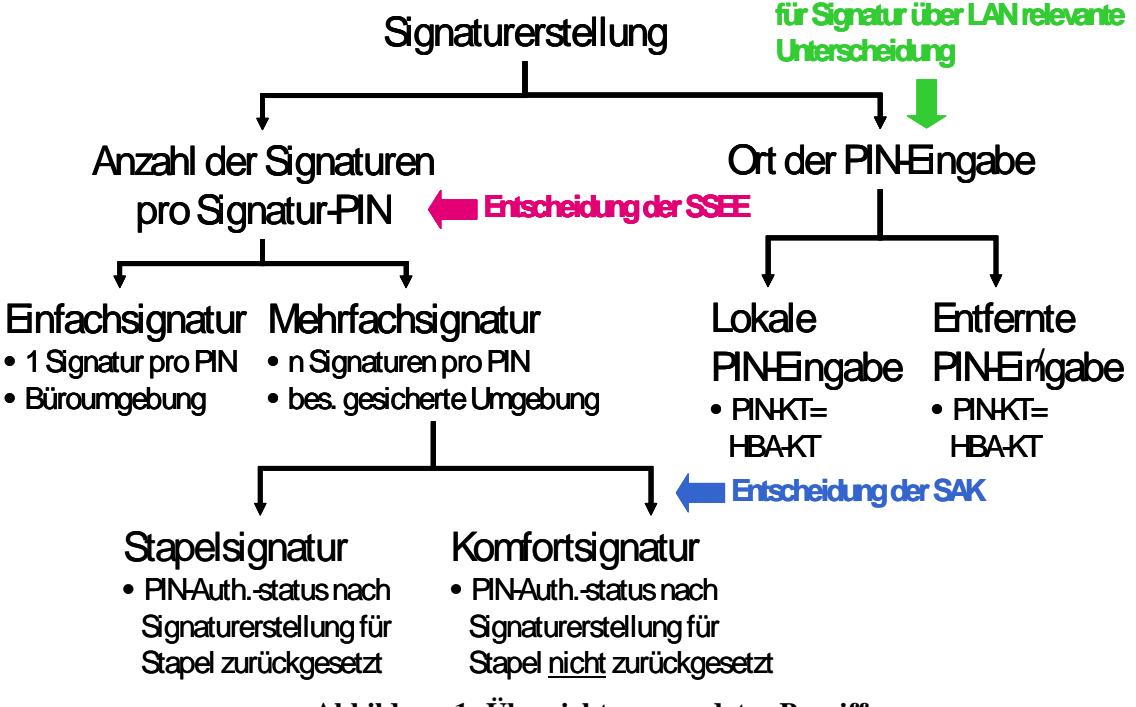 Signaturerstellung
für Signatur über LAN relevante
Unterscheidung
Anzahl der Signaturen
pro Signatur-PIN
Entscheidung der SSEE
Ort der PIN-Eingabe
Einfachsignatur
• 1 Signatur pro PIN
• Büroumgebung
Mehrfachsignatur
• n Signaturen pro PIN
• bes. gesicherte Umgebung
Lokale
PIN-Eingabe
• PIN-KT=
HBA-KT
Entfernte
PIN-Eingabe
• PIN-KT=
HBA-KT
Entscheidung der SAK
Stapelsignatur
• PIN-Auth.-status nach
Signaturerstellung für
Stapel zurückgesetzt
Komfortsignatur
• PIN-Auth.-status nach
Signaturerstellung für
Stapel nicht zurückgesetzt
Abbildung 1: Übersicht